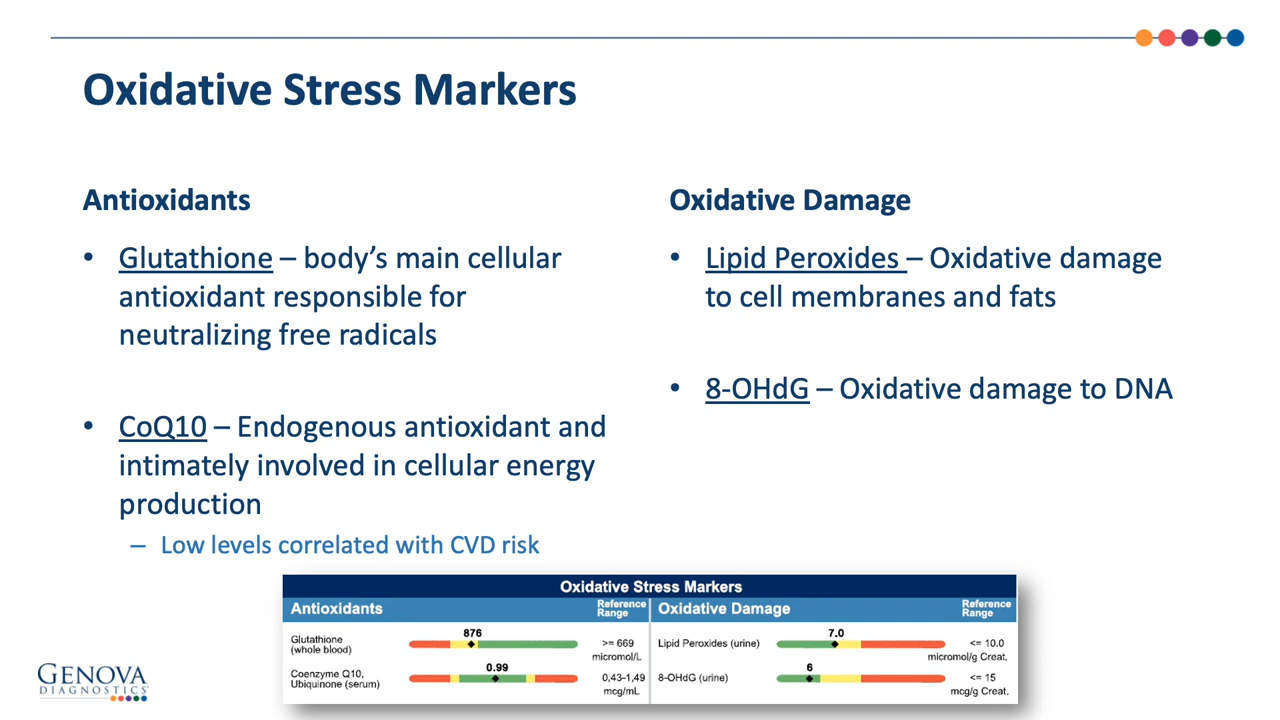 Oxidative Stress Markers
Antioxidants
• Glutathione – body’s main cellular
antioxidant responsible for
neutralizing free radicals
• CoQ10 – Endogenous antioxidant and
intimately involved in cellular energy
production
– Low levels correlated with CVD risk
Oxidative Damage
• Lipid Peroxides – Oxidative damage
to cell membranes and fats
• 8-OHdG – Oxidative damage to DNA
Oxidative Stress Markers
Antioxidants
Reference
Range
Glutathione
(whole blood)
876
>= 669
micromol/L
Coenzyme Q10,
Ubiquinone (serum)
0.99
0,43-1,49
mcg/mL
Oxidative Damage
Reference
Range
Lipid Peroxides (urine)
7.0
<= 10.0
micromol/g Creat.
8-OHdG (urine)
6
<= 15
mcg/g Creat.
GENOVA
DIAGNOSTICS